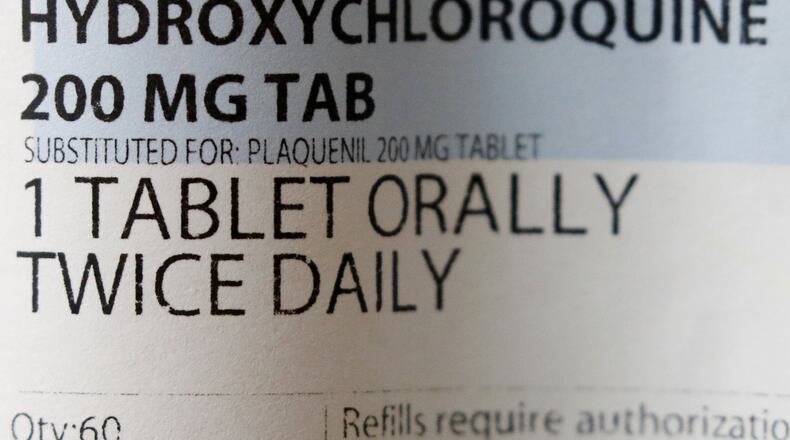 HYDROXYCHLOROQUINE
200 MG TAB
SUBSTITUTED FOR: PLAQUENIL 200 MG TABLET
1 TABLET ORALLY
TWICE DAILY
Qty:60
Refills require authorizatio